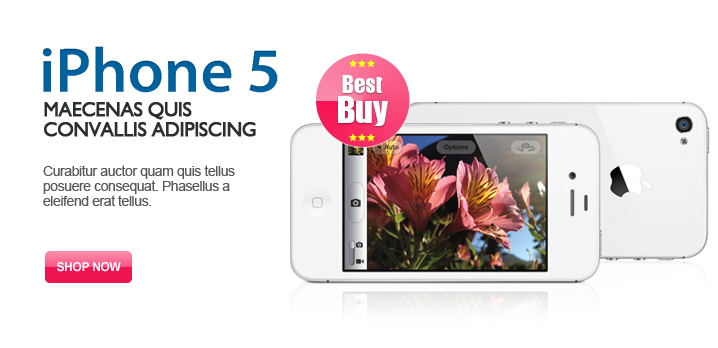 iPhone 5
MAECENAS QUIS
CONVALLIS ADIPISCING
Curabitur auctor quam quis tellus
posuere consequat. Phasellus a
eleifend erat tellus.
SHOP NOW
Best
Buy
Auto
Options